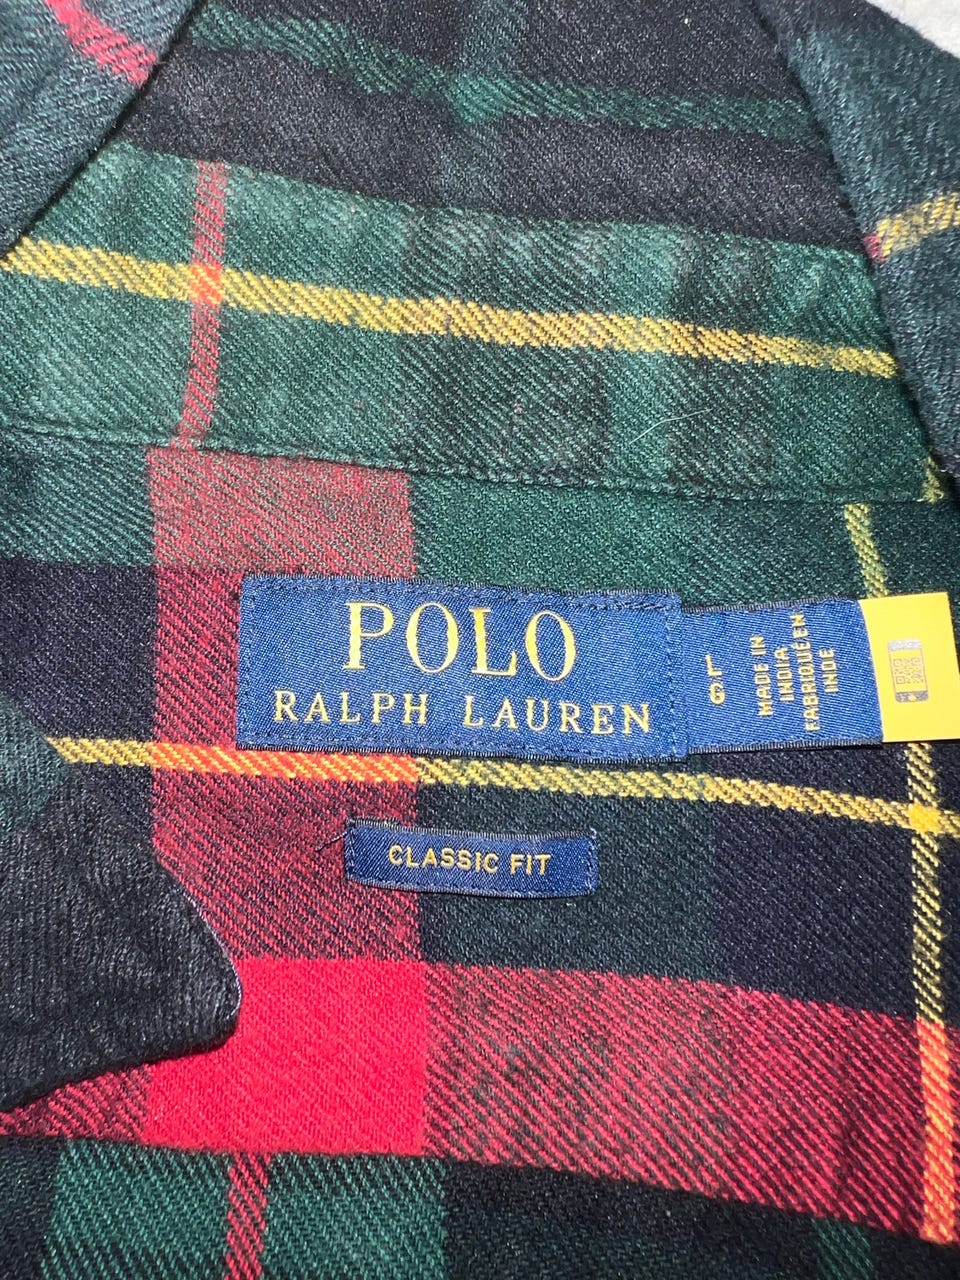 POLO
RALPH LAUREN
L
G
MADE IN
INDIA
FABRIQUÉ EN
INDE
CLASSIC FIT